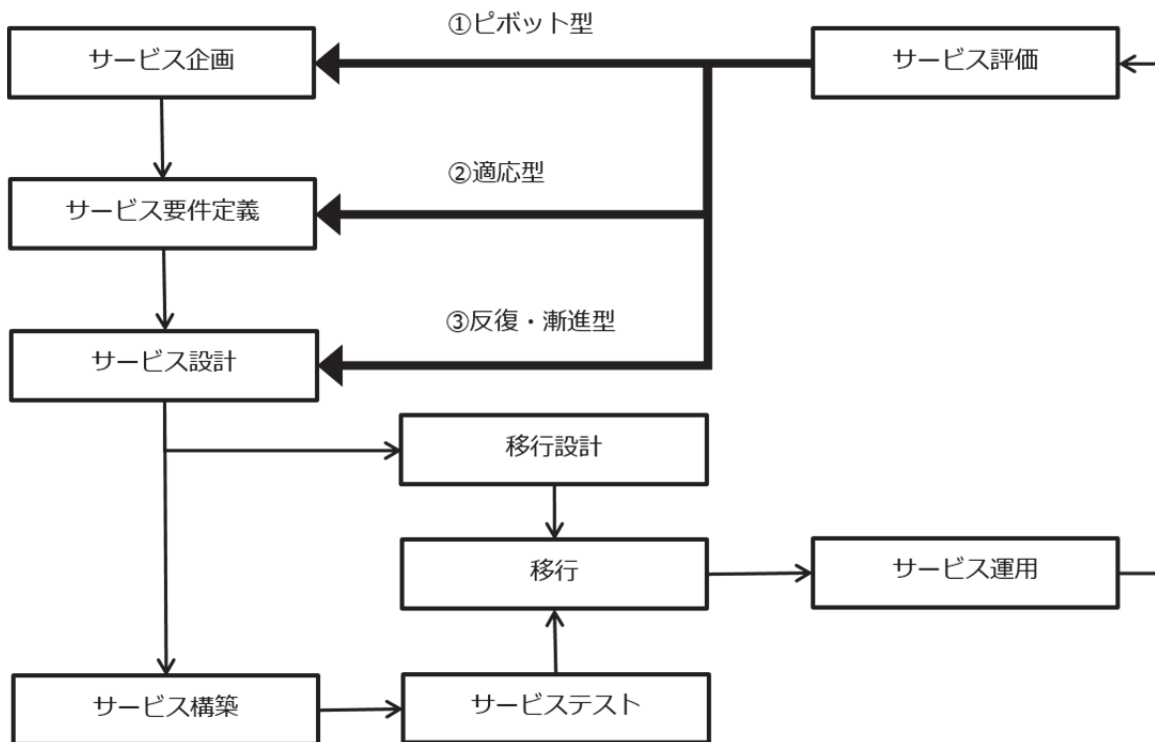 ①ピボット型
サービス企画
サービス評価
②適応型
サービス要件定義
③反復・漸進型
サービス設計
移行設計
移行
サービス運用
サービス構築
サービステスト